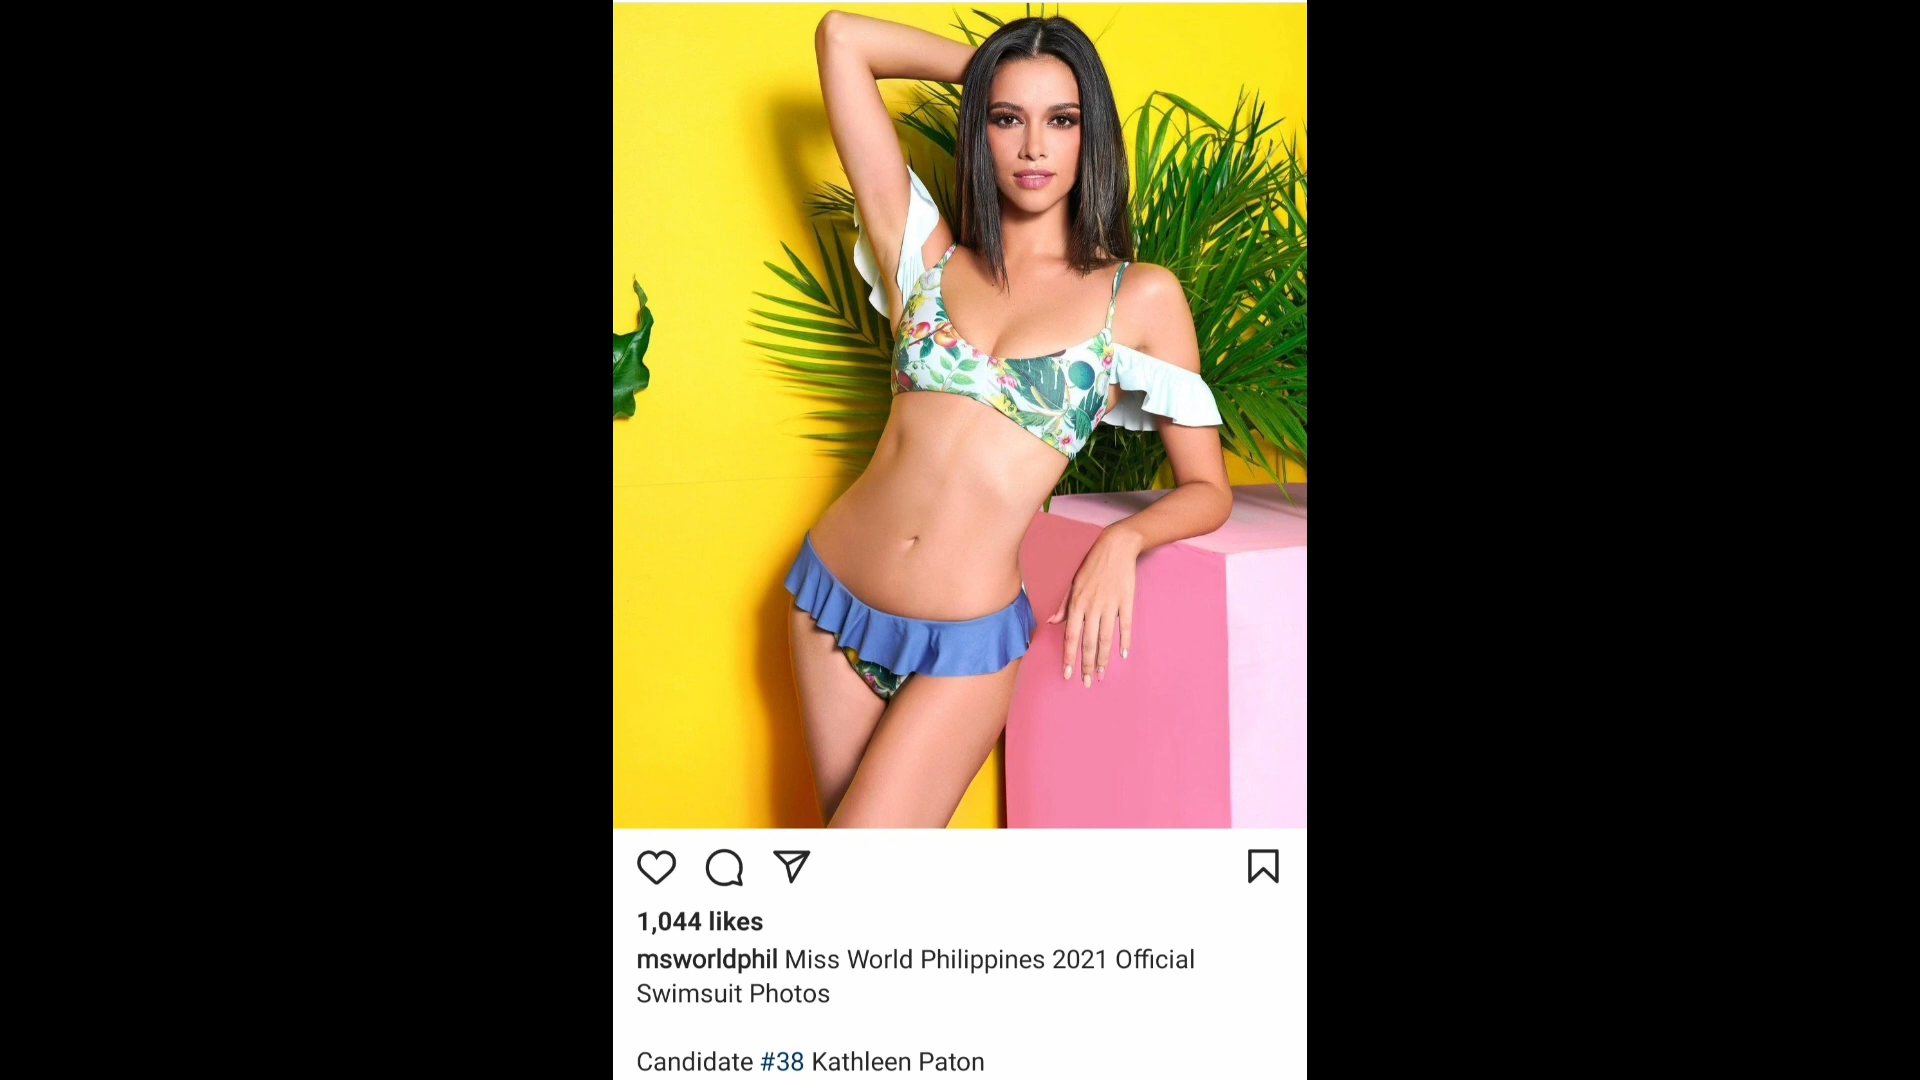 1,044 likes
msworldphil Miss World Philippines 2021 Official
Swimsuit Photos
Candidate #38 Kathleen Paton